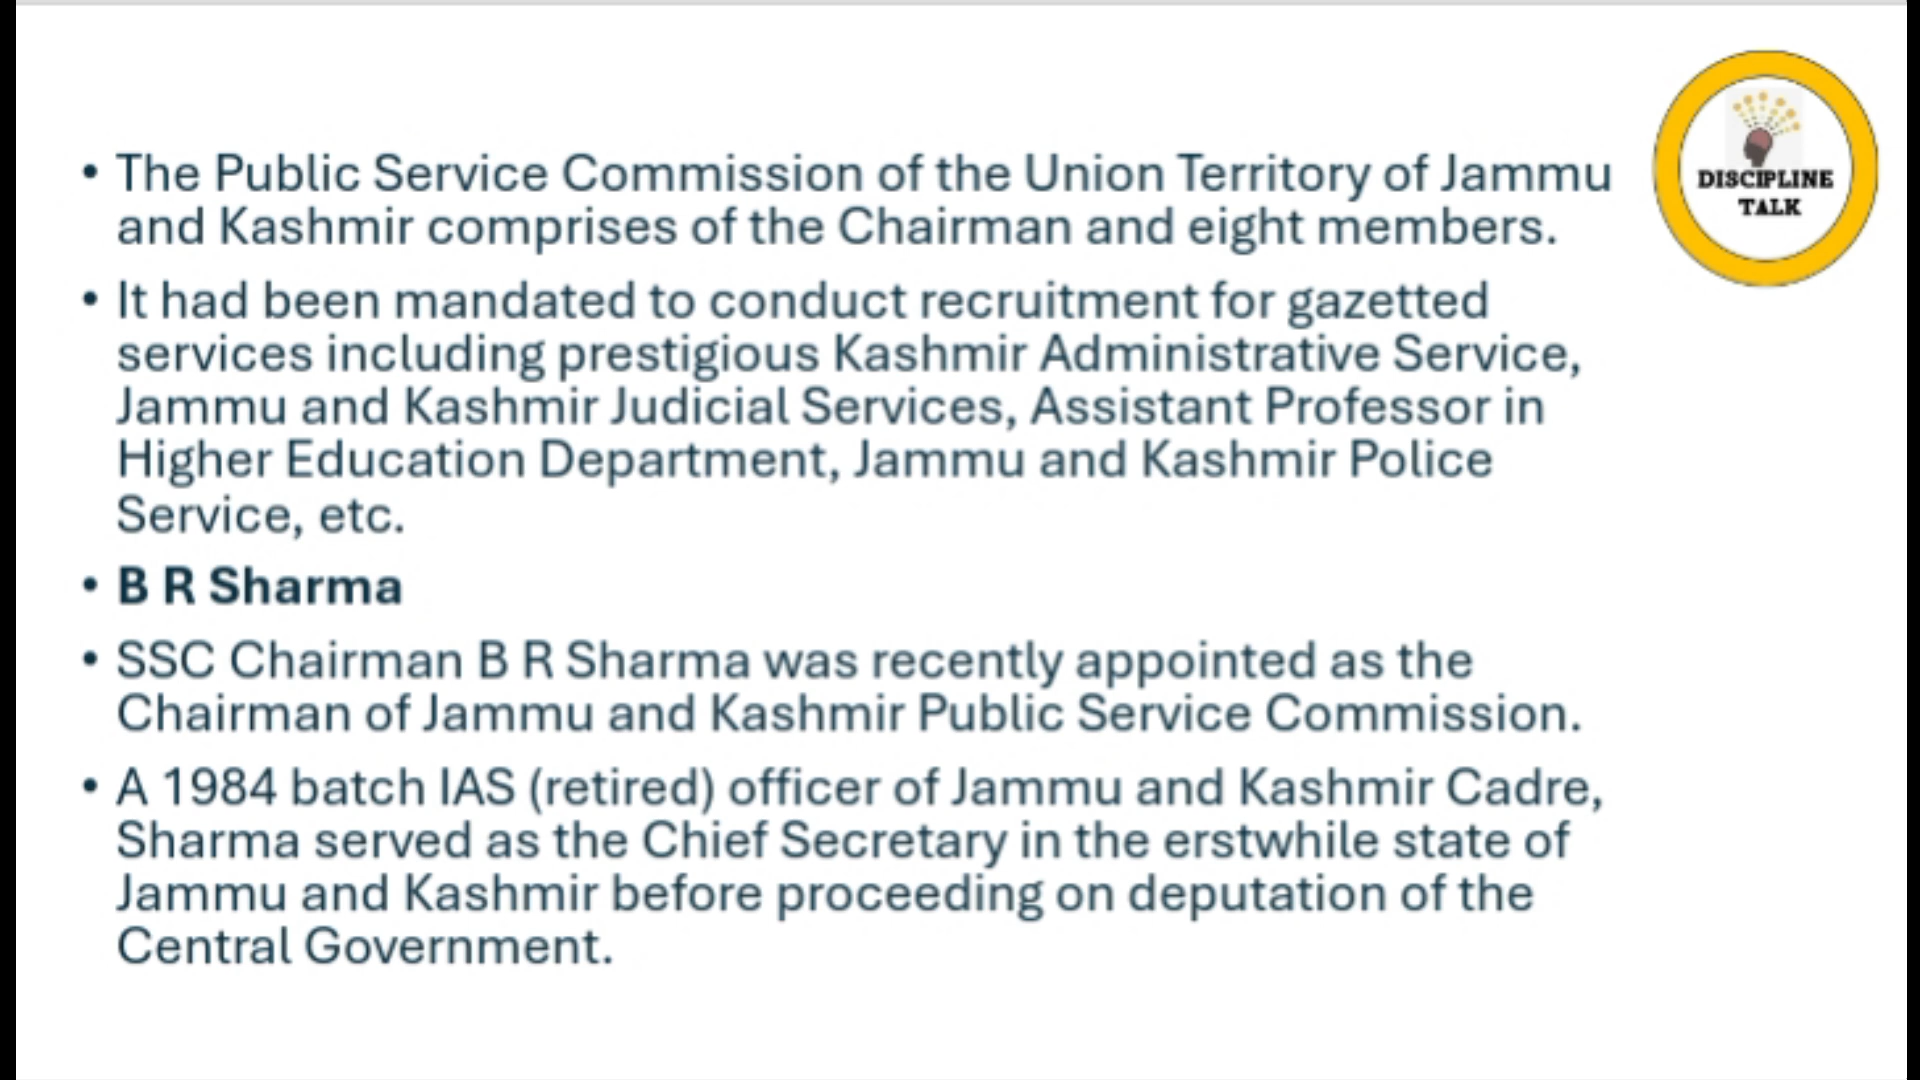 • The Public Service Commission of the Union Territory of Jammu
and Kashmir comprises of the Chairman and eight members.
• It had been mandated to conduct recruitment for gazetted
services including prestigious Kashmir Administrative Service,
Jammu and Kashmir Judicial Services, Assistant Professor in
Higher Education Department, Jammu and Kashmir Police
Service, etc.
• B R Sharma
• SSC Chairman B R Sharma was recently appointed as the
Chairman of Jammu and Kashmir Public Service Commission.
• A 1984 batch IAS (retired) officer of Jammu and Kashmir Cadre,
Sharma served as the Chief Secretary in the erstwhile state of
Jammu and Kashmir before proceeding on deputation of the
Central Government.
DISCIPLINE
TALK